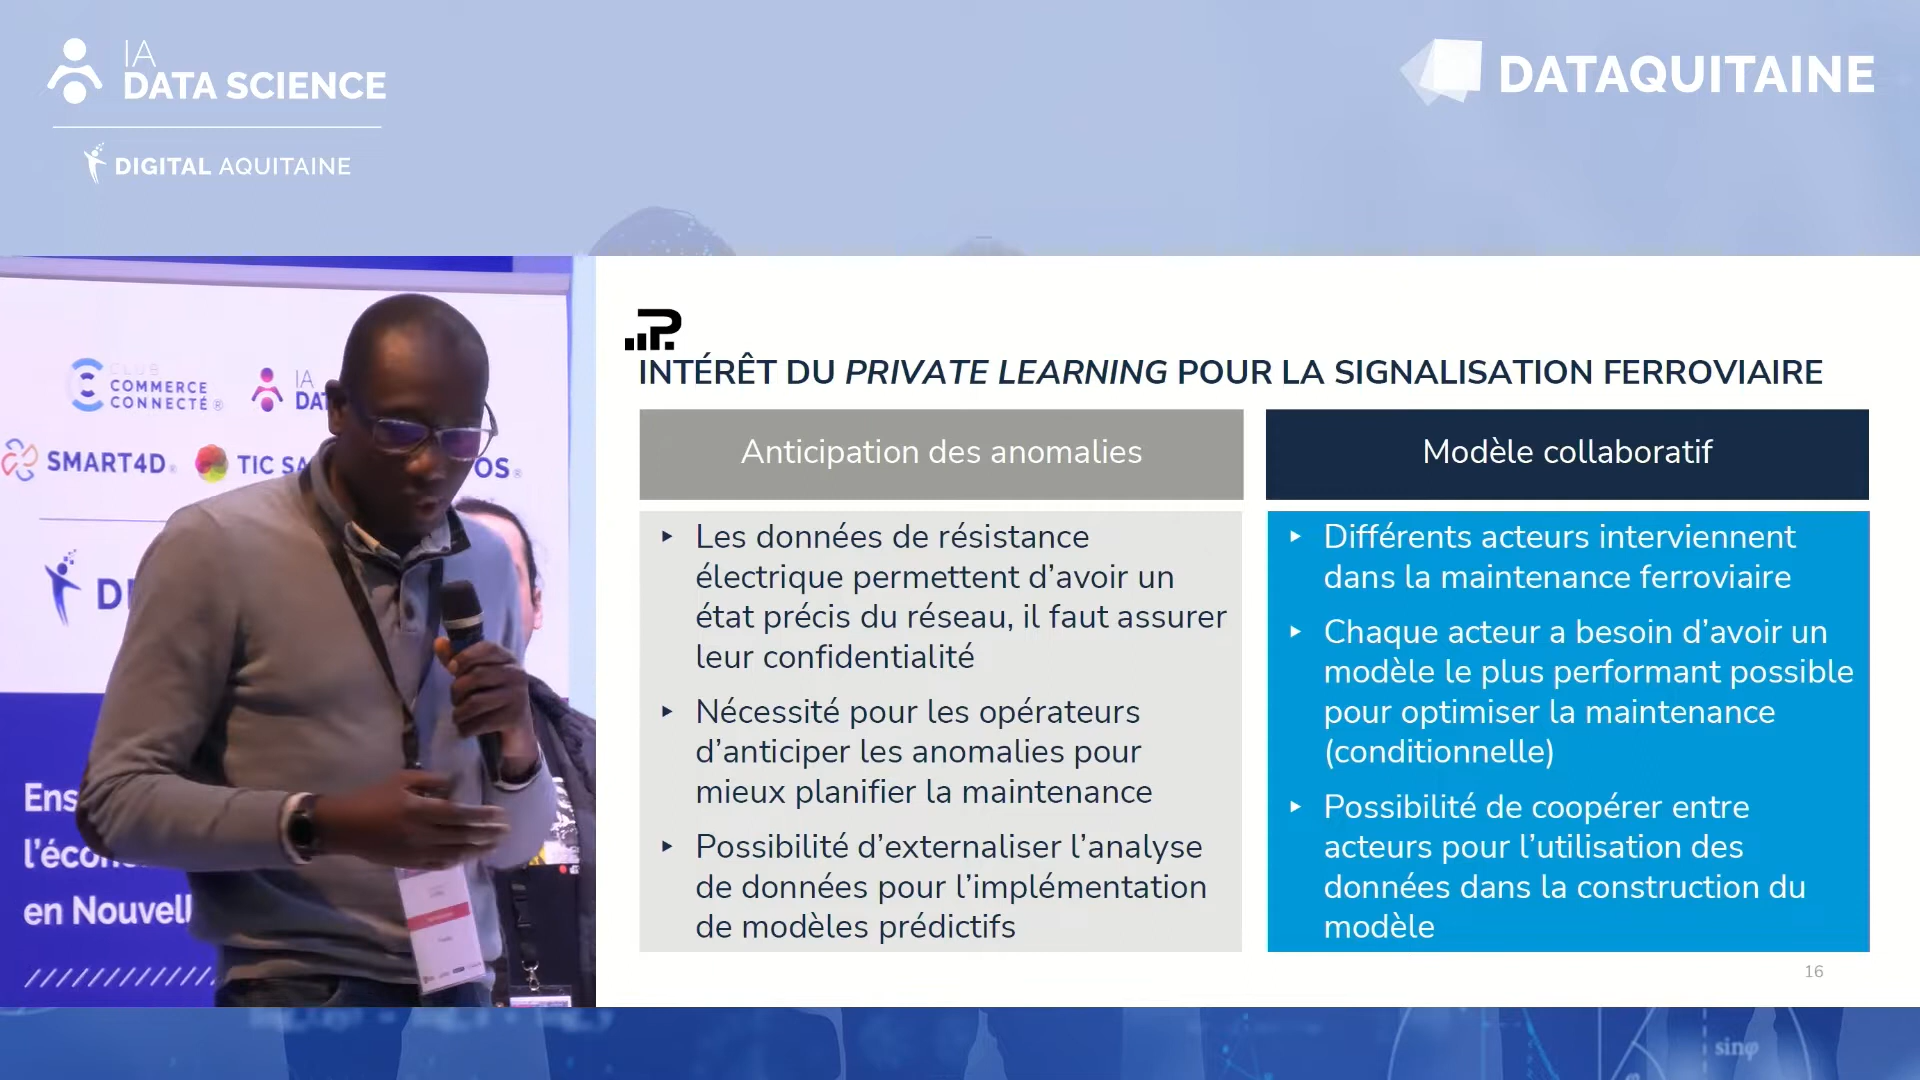 IA
DATA SCIENCE
DIGITAL AQUITAINE
DATAQUITAINE
CLUB
COMMERCE
CONNECTÉ®
IA
SMART4D®
OS®
en
INTÉRÊT DU PRIVATE LEARNING POUR LA SIGNALISATION FERROVIAIRE
Anticipation des anomalies
‣ Les données de résistance
électrique permettent d’avoir un
état précis du réseau, il faut assurer
leur confidentialité
‣ Nécessité pour les opérateurs
d’anticiper les anomalies pour
mieux planifier la maintenance
‣ Possibilité d’externaliser l’analyse
de données pour l’implémentation
de modèles prédictifs
Modèle collaboratif
‣ Différents acteurs interviennent
dans la maintenance ferroviaire
‣ Chaque acteur a besoin d’avoir un
modèle le plus performant possible
pour optimiser la maintenance
(conditionnelle)
‣ Possibilité de coopérer entre
acteurs pour l’utilisation des
données dans la construction du
modèle
16
sinφ